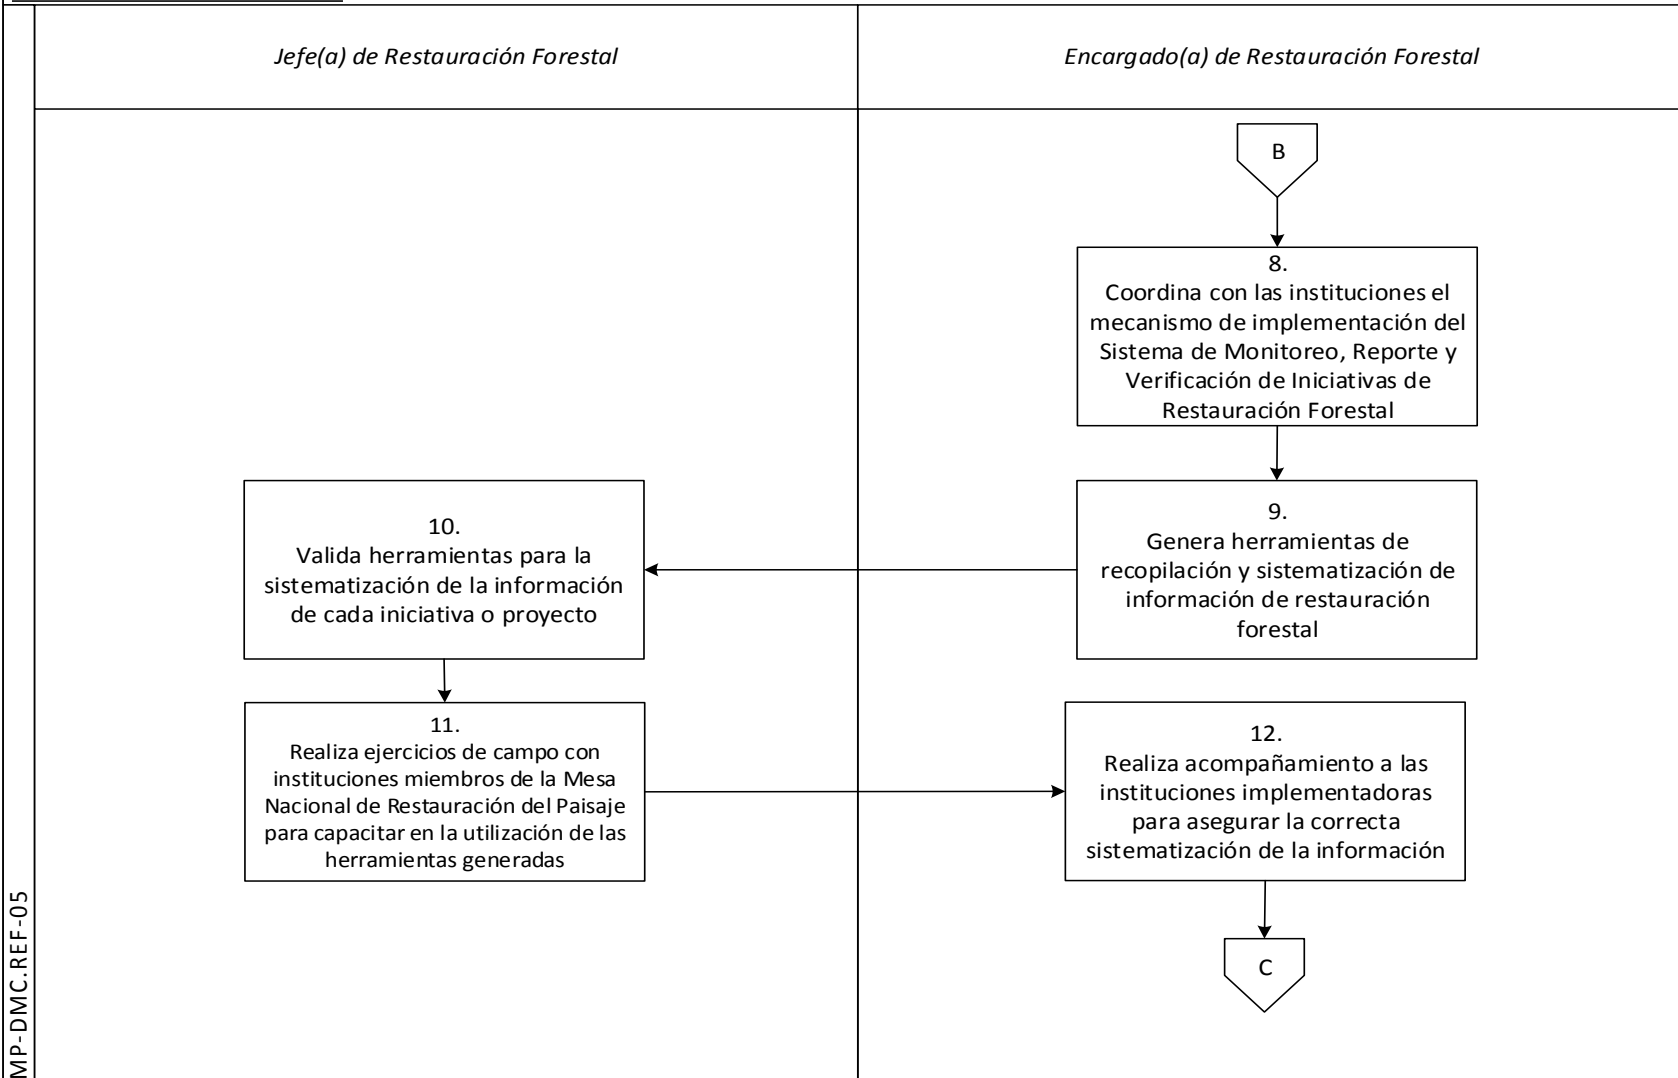 Jefe(a) de Restauración Forestal
Encargado(a) de Restauración Forestal
B
8.
Coordina con las instituciones el
mecanismo de implementación del
Sistema de Monitoreo, Reporte y
Verificación de Iniciativas de
Restauración Forestal
9.
Genera herramientas de
recopilación y sistematización de
información de restauración
forestal
10.
Valida herramientas para la
sistematización de la información
de cada iniciativa o proyecto
11.
Realiza ejercicios de campo con
instituciones miembros de la Mesa
Nacional de Restauración del Paisaje
para capacitar en la utilización de las
herramientas generadas
12.
Realiza acompañamiento a las
instituciones implementadoras
para asegurar la correcta
sistematización de la información
C
MP-DMC.REF-05